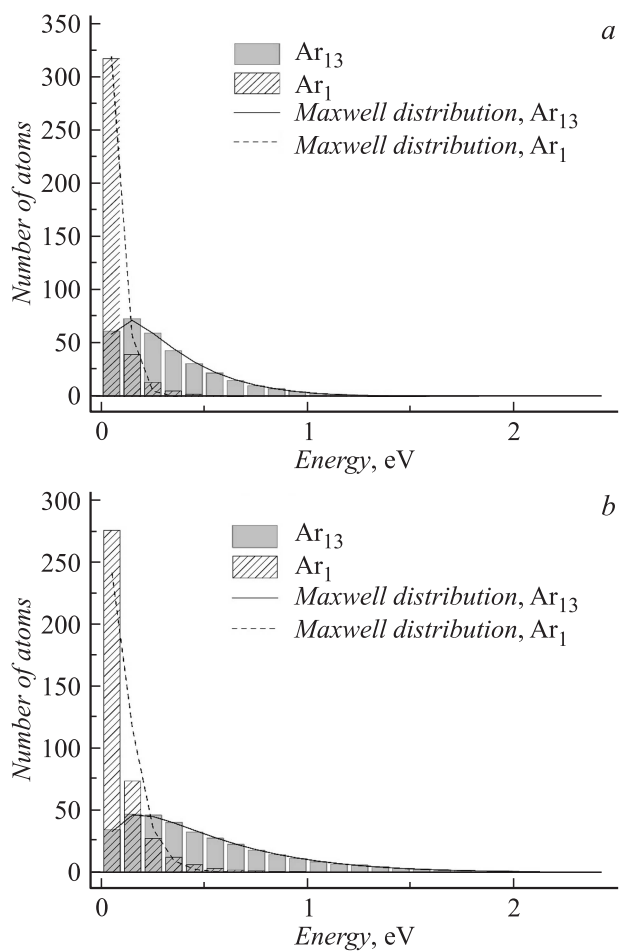 a
350
300
250
200
150
100
50
0
Number of atoms
Ar13
Ar1
Maxwell distribution, Ar13
Maxwell distribution, Ar1
0 1 2
Energy, eV
b
300
250
200
150
100
50
0
Number of atoms
Ar13
Ar1
Maxwell distribution, Ar13
Maxwell distribution, Ar1
0 1 2
Energy, eV